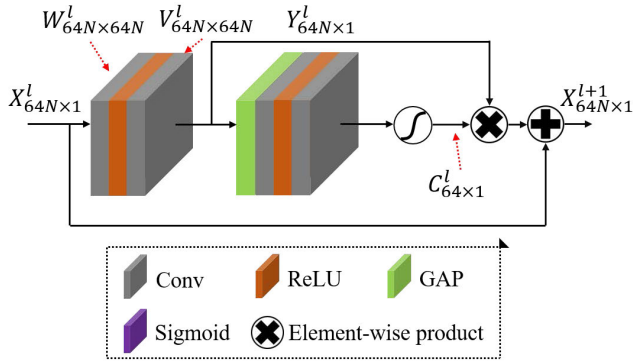 W^l_{64N×64N} V^l_{64N×64N} Y^l_{64N×1}
X^l_{64N×1} X^{l+1}_{64N×1}
C^l_{64×1}
Conv ReLU GAP
Sigmoid Element-wise product